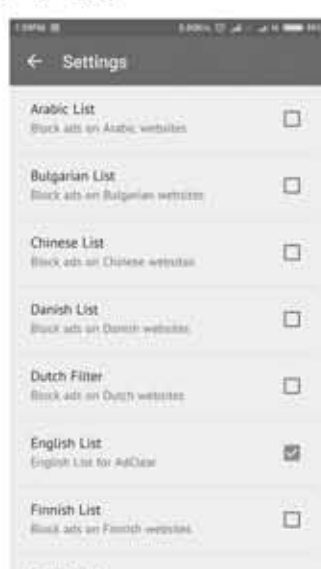 ← Settings
Arabic List
Block ads on Arabic websites
Bulgarian List
Block ads on Bulgarian websites
Chinese List
Block ads on Chinese websites
Danish List
Block ads on Danish websites
Dutch Filter
Block ads on Dutch websites
English List
English List for AdClear
Finnish List
Block ads on Finnish websites